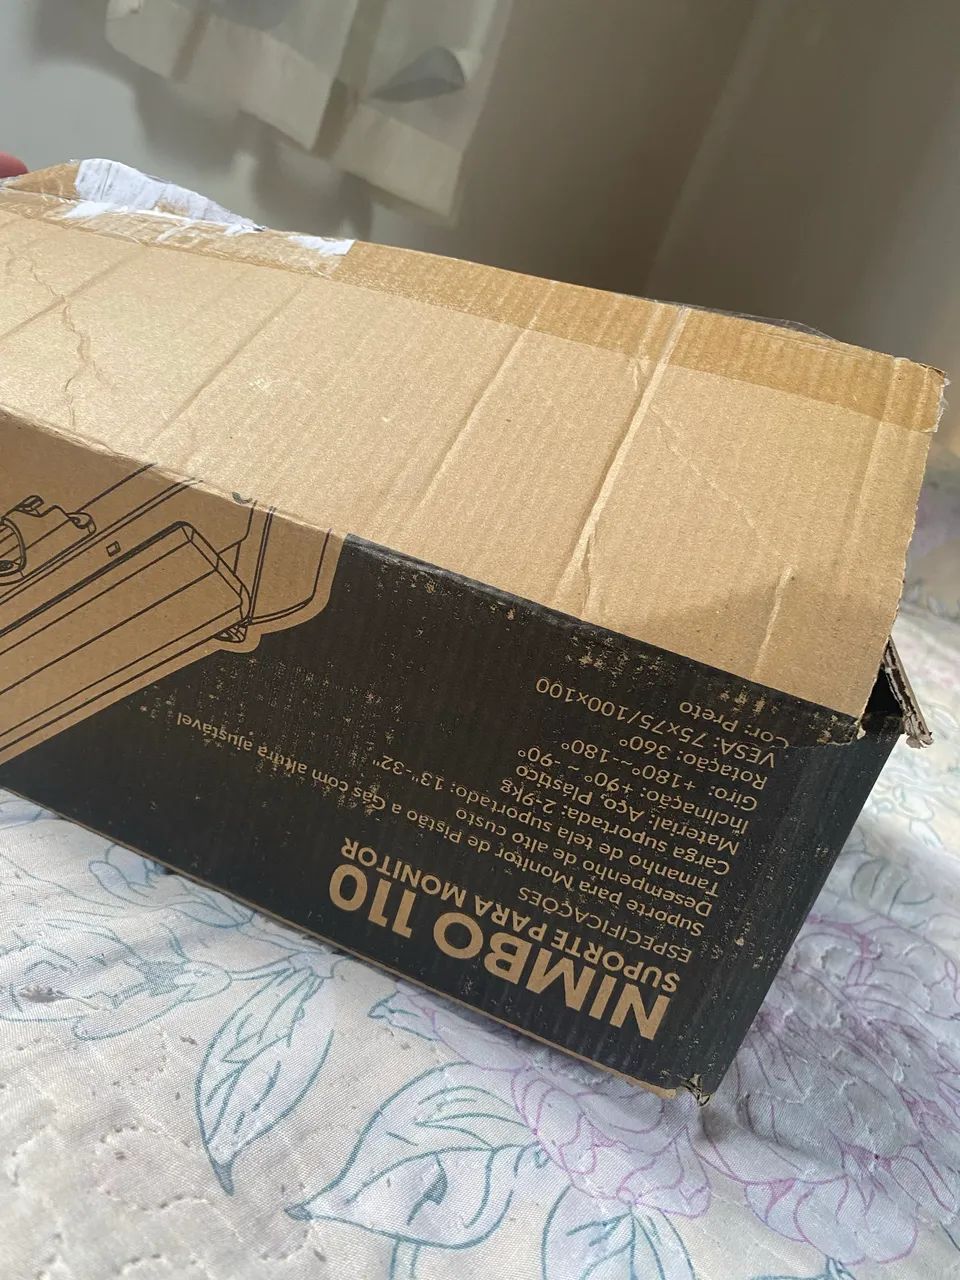 NIMBO 110
SUPORTE PARA MONITOR
ESPECIFICAÇÕES
Suporte para Monitor de Pistão a Gás com altura ajustável
Desempenho de alto custo
Tamanho de tela suportado: 13"-32"
Carga suportada: 2-9kg
Material: Aço, Plástico
Inclinação: +90°~-90°
Giro: +180°~-180°
Rotação: 360°
VESA: 75x75/100x100
Cor: Preto